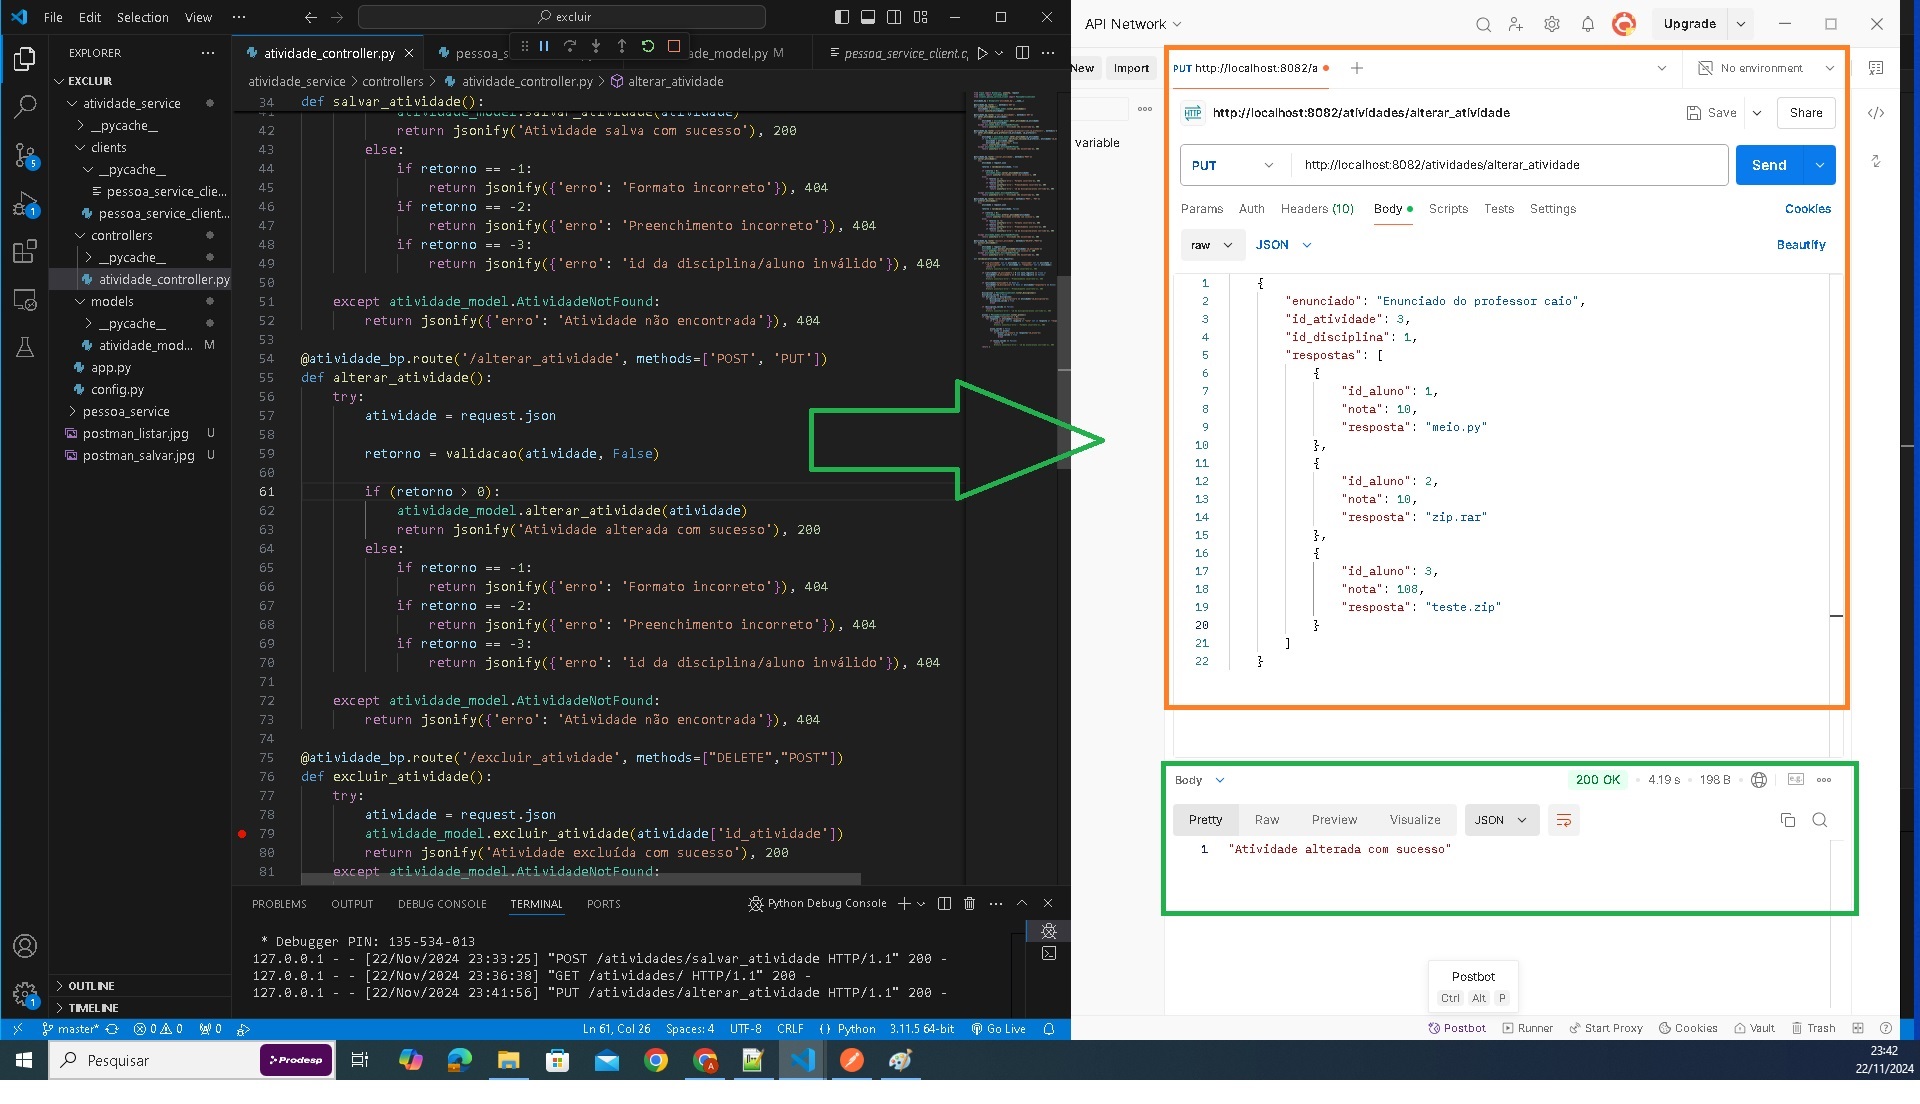 File Edit Selection View ··· excluir
EXPLORER ···
EXCLUIR
atividade_service
__pycache__
clients
__pycache__
pessoa_service_clie...
pessoa_service_client...
controllers
__pycache__
atividade_controller.py
models
__pycache__
atividade_mod... M
app.py
config.py
pessoa_service
postman_listar.jpg U
postman_salvar.jpg U
OUTLINE
TIMELINE
atividade_controller.py pessoa_s de_model.py M pessoa_service_client.c
atividade_service > controllers > atividade_controller.py > alterar_atividade
34 def salvar_atividade():
41 atividade_model.salvar_atividade(atividade)
42 return jsonify('Atividade salva com sucesso'), 200
43 else:
44 if retorno == -1:
45 return jsonify({'erro': 'Formato incorreto'}), 404
46 if retorno == -2:
47 return jsonify({'erro': 'Preenchimento incorreto'}), 404
48 if retorno == -3:
49 return jsonify({'erro': 'id da disciplina/aluno inválido'}), 404
50
51 except atividade_model.AtividadeNotFound:
52 return jsonify({'erro': 'Atividade não encontrada'}), 404
53
54 @atividade_bp.route('/alterar_atividade', methods=['POST', 'PUT'])
55 def alterar_atividade():
56 try:
57 atividade = request.json
58
59 retorno = validacao(atividade, False)
60
61 if (retorno > 0):
62 atividade_model.alterar_atividade(atividade)
63 return jsonify('Atividade alterada com sucesso'), 200
64 else:
65 if retorno == -1:
66 return jsonify({'erro': 'Formato incorreto'}), 404
67 if retorno == -2:
68 return jsonify({'erro': 'Preenchimento incorreto'}), 404
69 if retorno == -3:
70 return jsonify({'erro': 'id da disciplina/aluno inválido'}), 404
71
72 except atividade_model.AtividadeNotFound:
73 return jsonify({'erro': 'Atividade não encontrada'}), 404
74
75 @atividade_bp.route('/excluir_atividade', methods=["DELETE","POST"])
76 def excluir_atividade():
77 try:
78 atividade = request.json
79 atividade_model.excluir_atividade(atividade['id_atividade'])
80 return jsonify('Atividade excluída com sucesso'), 200
81 except atividade_model.AtividadeNotFound:
PROBLEMS OUTPUT DEBUG CONSOLE TERMINAL PORTS Python Debug Console
* Debugger PIN: 135-534-013
127.0.0.1 - - [22/Nov/2024 23:33:25] "POST /atividades/salvar_atividade HTTP/1.1" 200 -
127.0.0.1 - - [22/Nov/2024 23:36:38] "GET /atividades/ HTTP/1.1" 200 -
127.0.0.1 - - [22/Nov/2024 23:41:56] "PUT /atividades/alterar_atividade HTTP/1.1" 200 -
5
1
1
master* 0 0 0 Ln 61, Col 26 Spaces: 4 UTF-8 CRLF {} Python 3.11.5 64-bit Go Live
API Network Upgrade
New Import PUT http://localhost:8082/a No environment
HTTP http://localhost:8082/atividades/alterar_atividade Save Share
variable
PUT http://localhost:8082/atividades/alterar_atividade Send
Params Auth Headers (10) Body Scripts Tests Settings Cookies
raw JSON Beautify
1 {
2 "enunciado": "Enunciado do professor caio",
3 "id_atividade": 3,
4 "id_disciplina": 1,
5 "respostas": [
6 {
7 "id_aluno": 1,
8 "nota": 10,
9 "resposta": "meio.py"
10 },
11 {
12 "id_aluno": 2,
13 "nota": 10,
14 "resposta": "zip.rar"
15 },
16 {
17 "id_aluno": 3,
18 "nota": 108,
19 "resposta": "teste.zip"
20 }
21 ]
22 }
Body 200 OK 4.19 s 198 B e.g.
Pretty Raw Preview Visualize JSON
1 "Atividade alterada com sucesso"
Postbot
Ctrl Alt P
Postbot Runner Start Proxy Cookies Vault Trash
Pesquisar Prodesp
23:42
22/11/2024